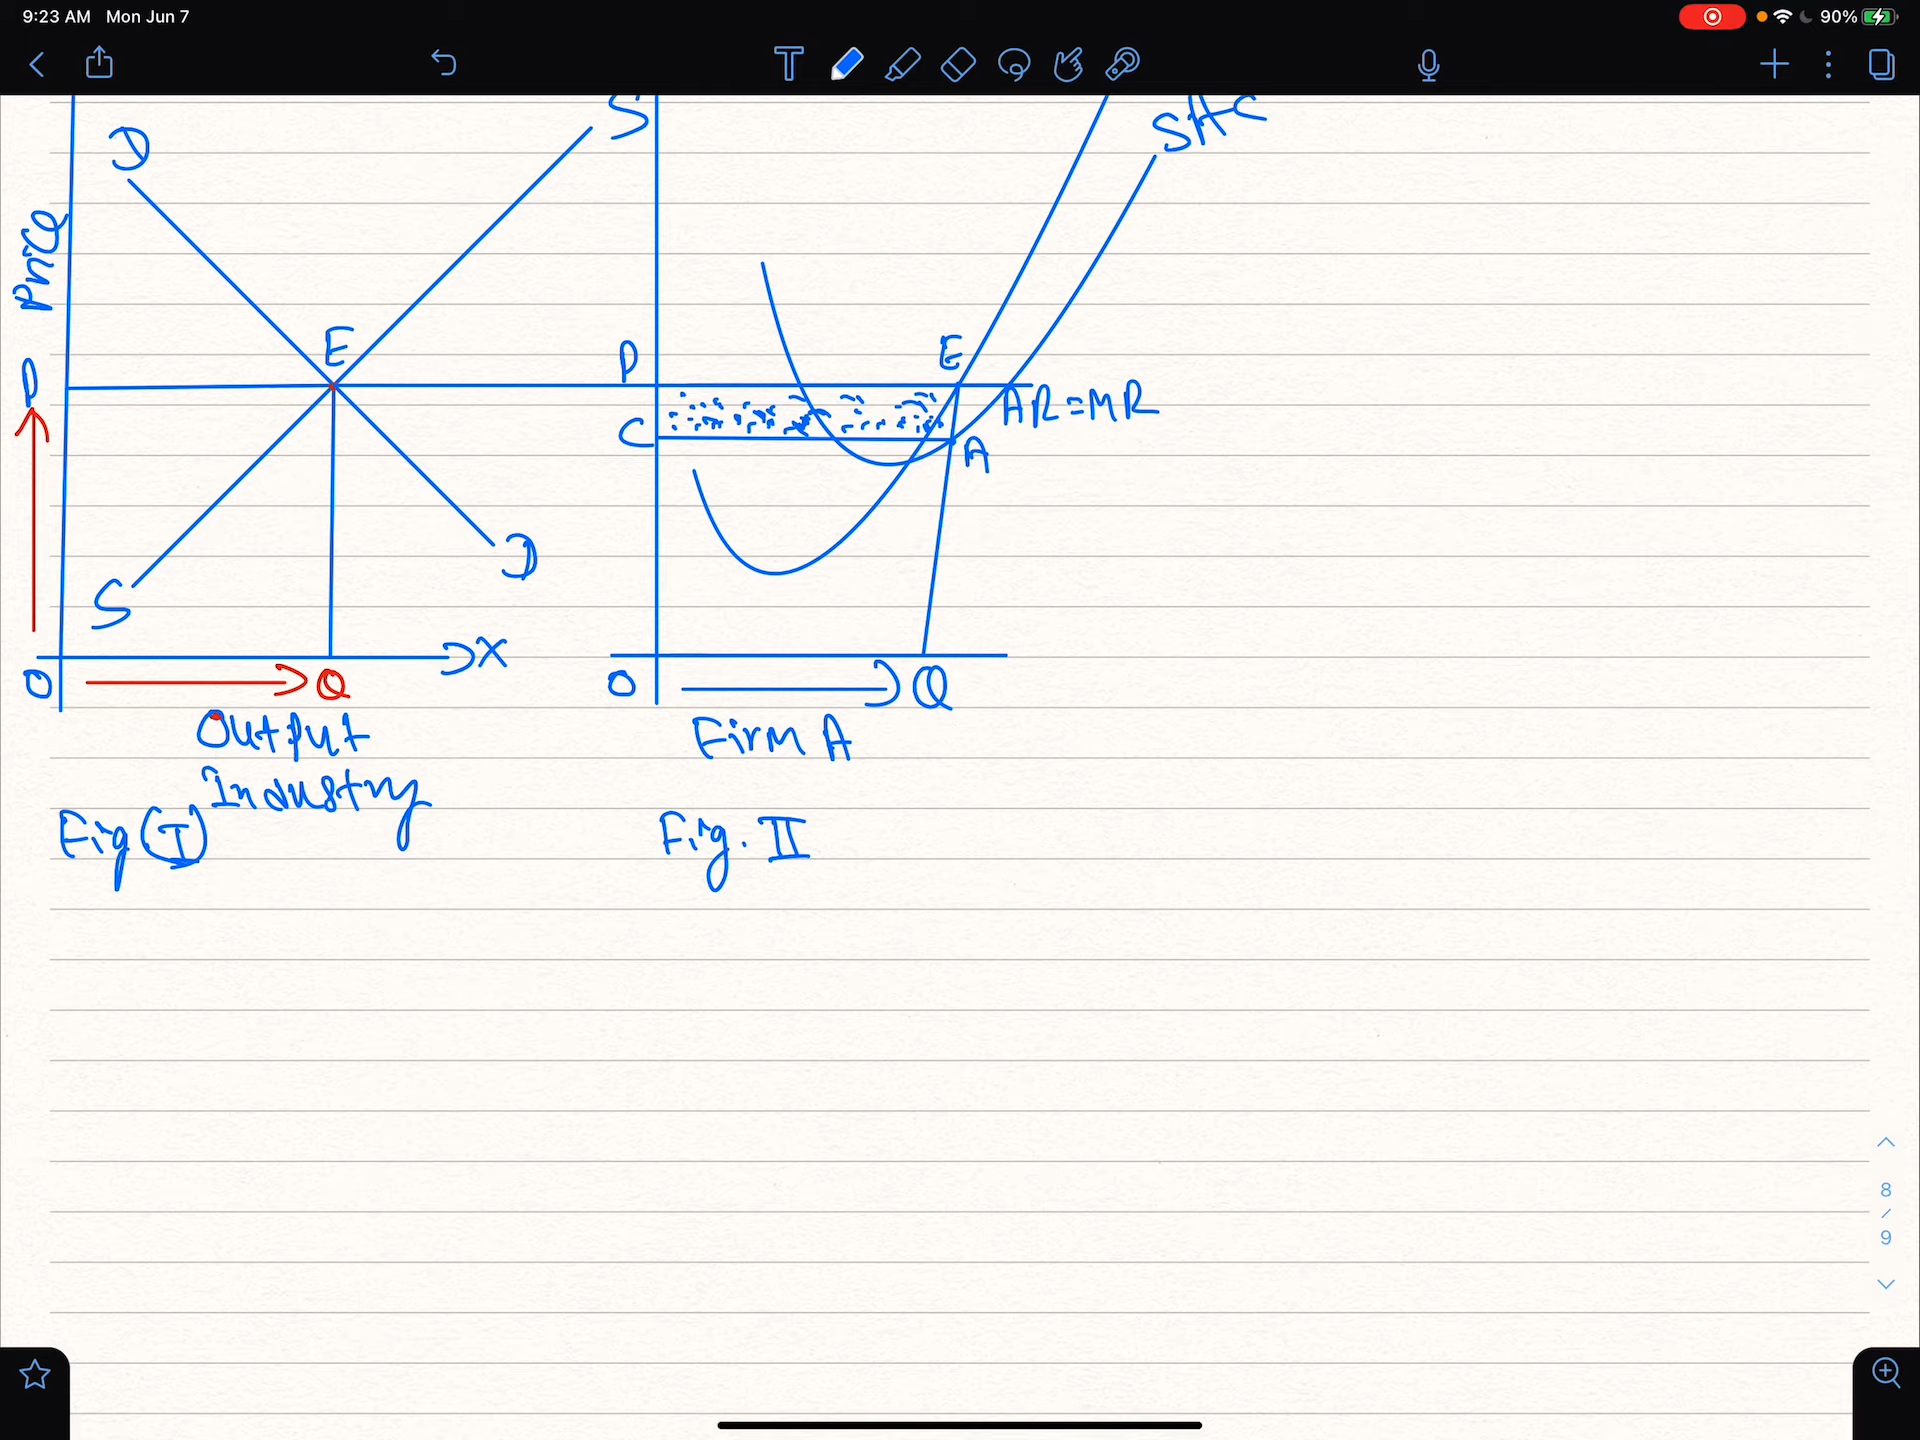 9:23 AM Mon Jun 7
90%
T
D
S
SAC
Price
E
P
P
E
AR=MR
C
A
D
S
X
O
Q
O
Q
Output
Firm A
Industry
Fig (I)
Fig. II
8
/
9